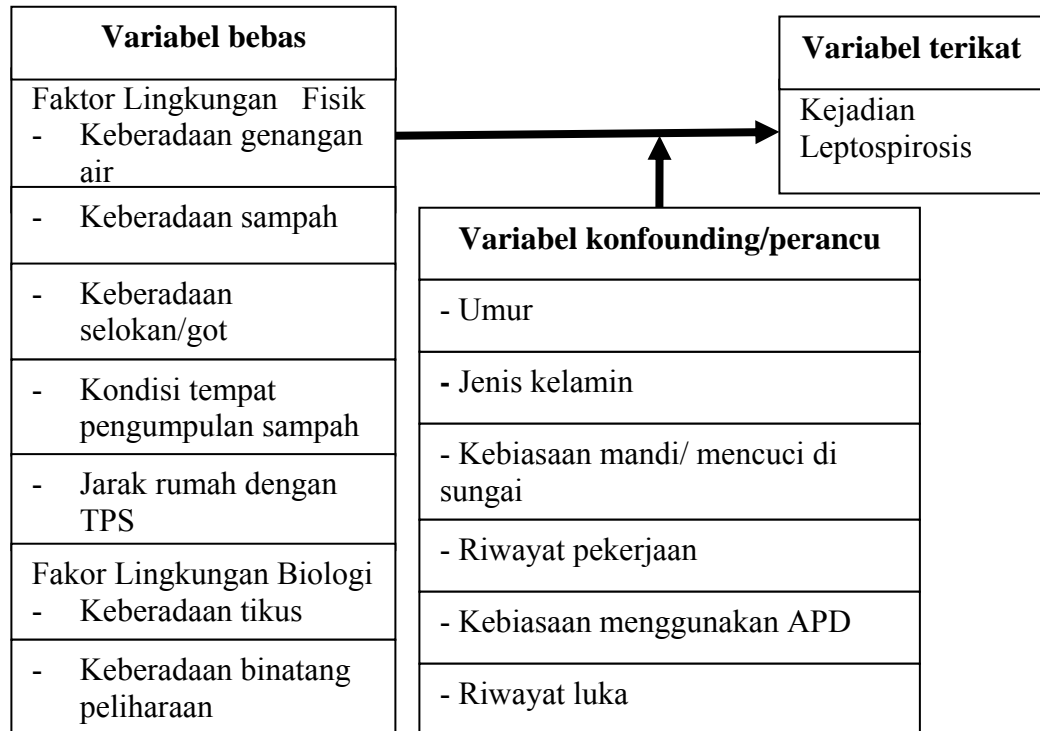 Variabel bebas
Faktor Lingkungan Fisik
- Keberadaan genangan
air
- Keberadaan sampah
- Keberadaan
selokan/got
- Kondisi tempat
pengumpulan sampah
- Jarak rumah dengan
TPS
Fakor Lingkungan Biologi
- Keberadaan tikus
- Keberadaan binatang
peliharaan
Variabel konfounding/perancu
- Umur
- Jenis kelamin
- Kebiasaan mandi/ mencuci di
sungai
- Riwayat pekerjaan
- Kebiasaan menggunakan APD
- Riwayat luka
Variabel terikat
Kejadian
Leptospirosis